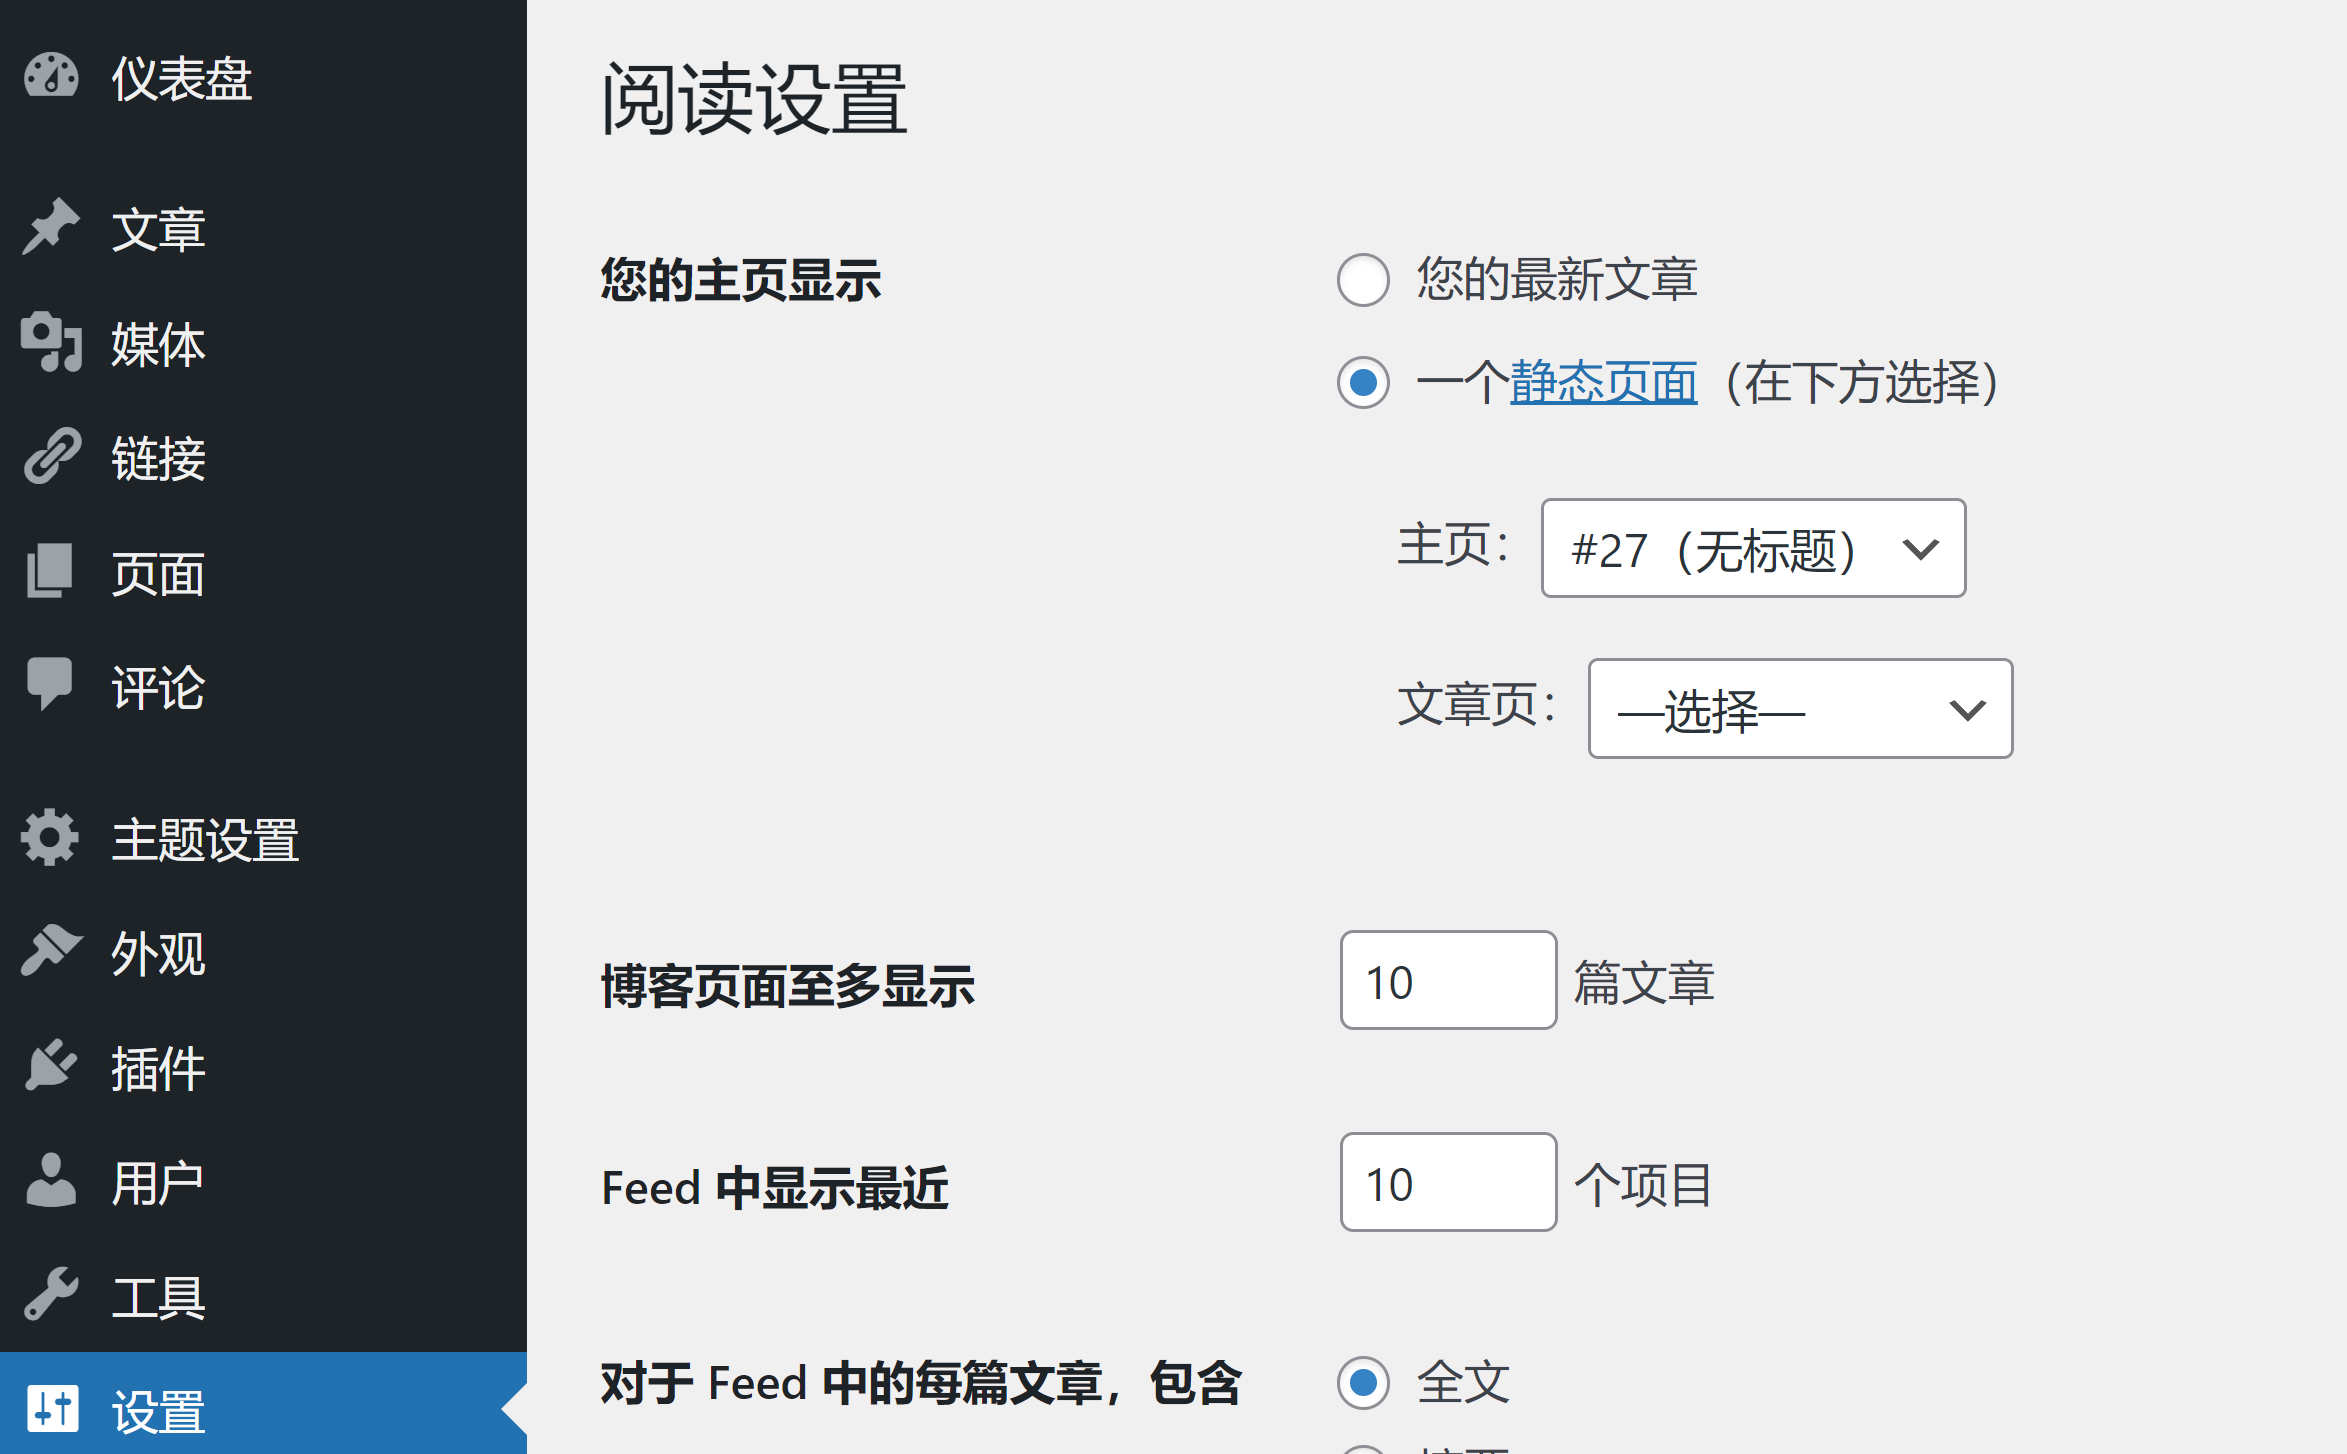 仪表盘
文章
媒体
链接
页面
评论
主题设置
外观
插件
用户
工具
设置
阅读设置
您的主页显示
您的最新文章
一个静态页面（在下方选择）
主页：
#27（无标题）
文章页：
—选择—
博客页面至多显示
10
篇文章
Feed 中显示最近
10
个项目
对于 Feed 中的每篇文章，包含
全文